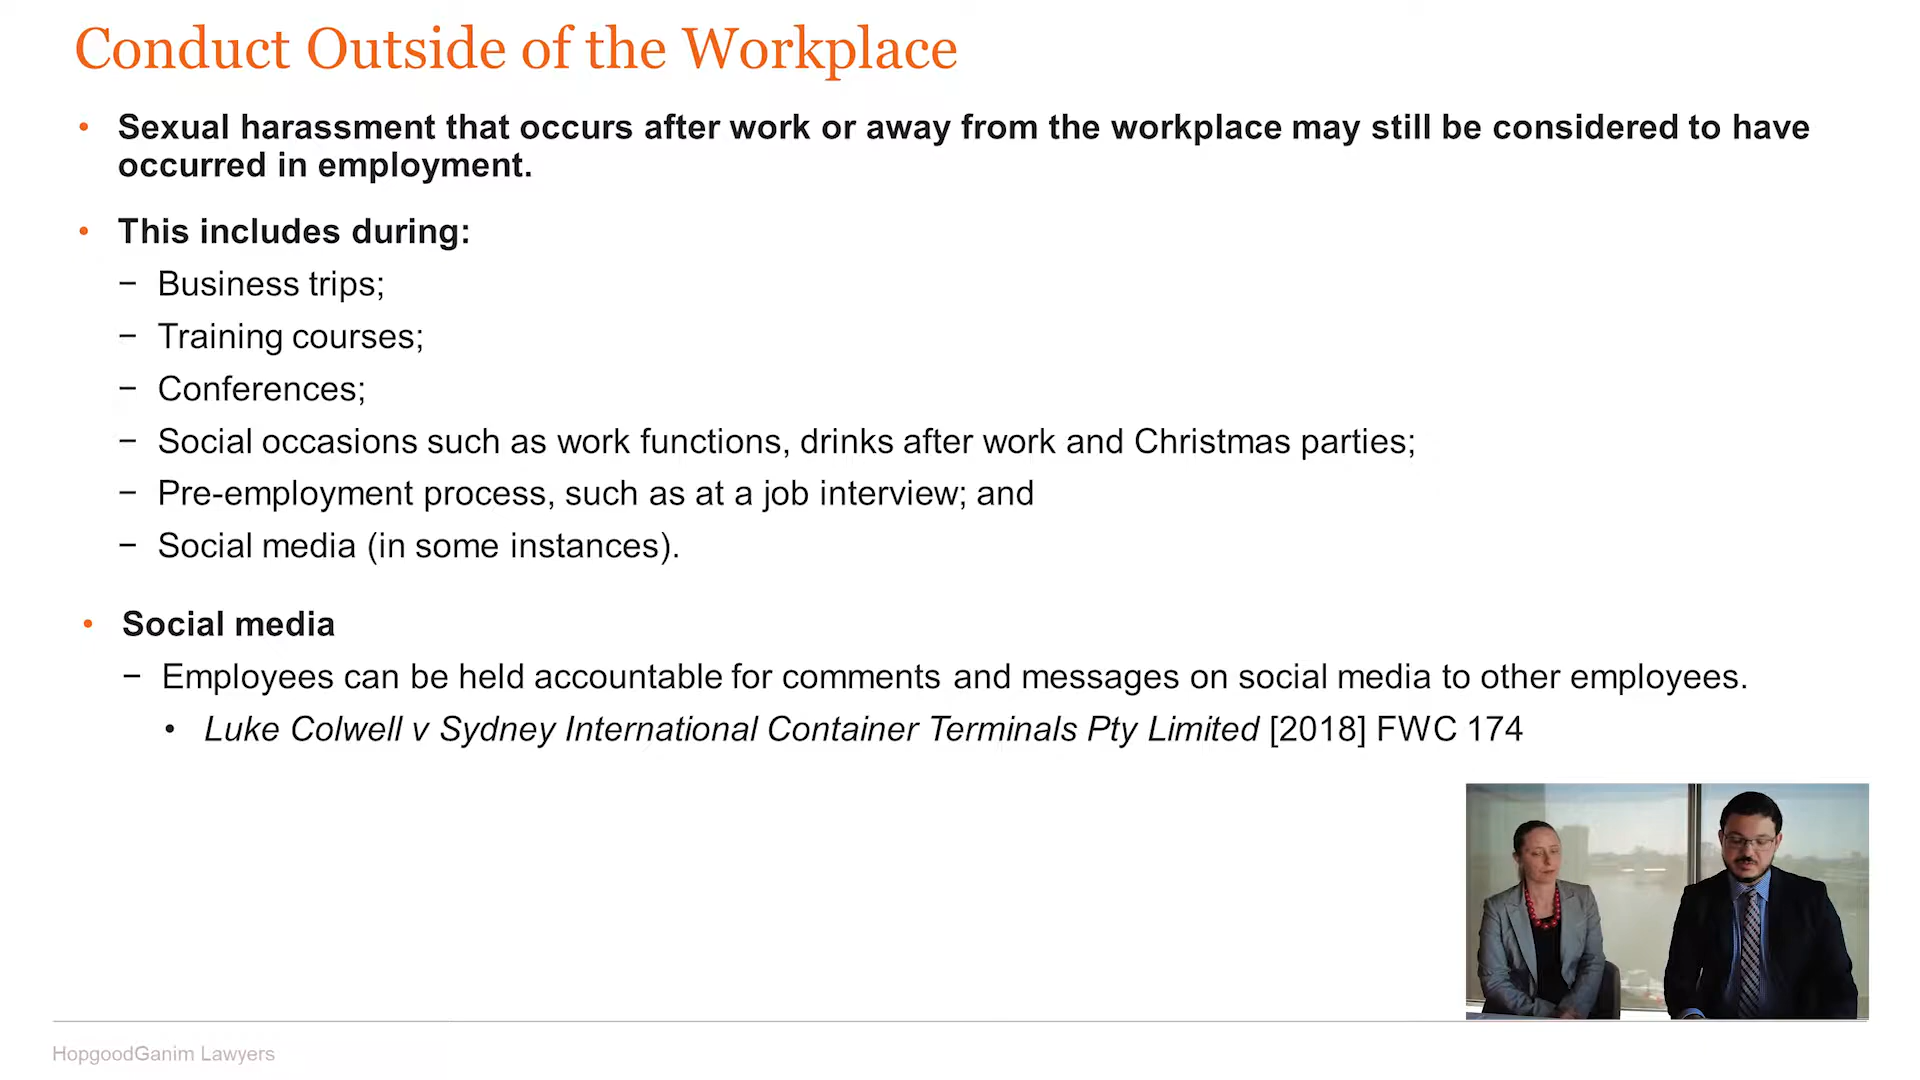 Conduct Outside of the Workplace
• Sexual harassment that occurs after work or away from the workplace may still be considered to have
occurred in employment.
• This includes during:
− Business trips;
− Training courses;
− Conferences;
− Social occasions such as work functions, drinks after work and Christmas parties;
− Pre-employment process, such as at a job interview; and
− Social media (in some instances).
• Social media
− Employees can be held accountable for comments and messages on social media to other employees.
• Luke Colwell v Sydney International Container Terminals Pty Limited [2018] FWC 174
HopgoodGanim Lawyers